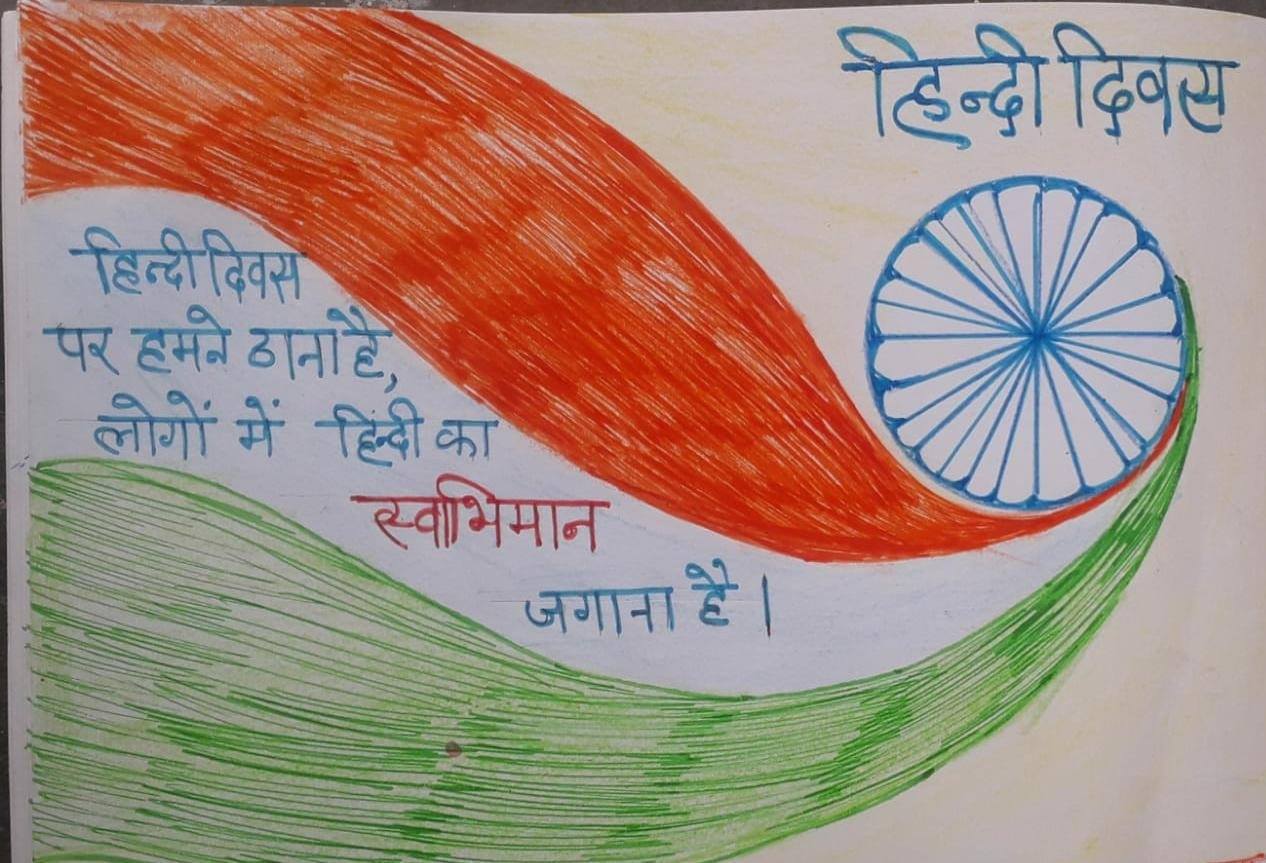 हिन्दी दिवस
हिन्दी दिवस
पर हमने ठाना है,
लोगों में हिन्दी का
स्वाभिमान
जगाना है।